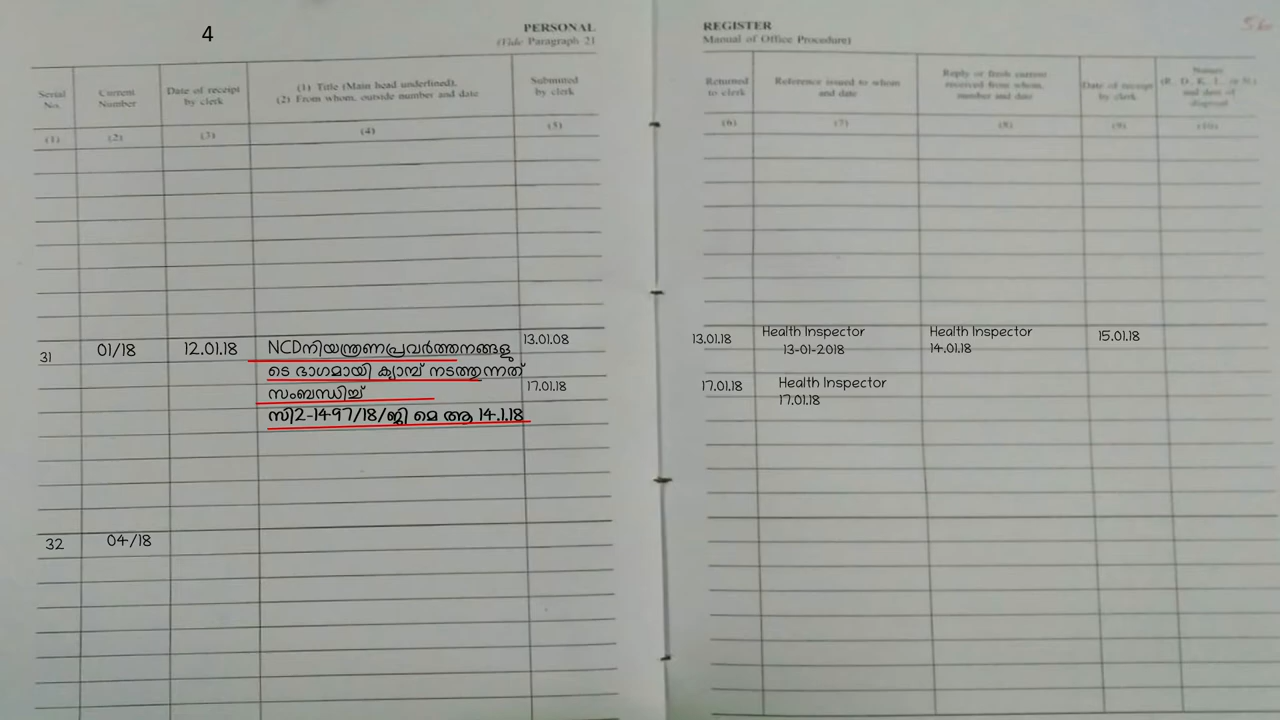 4
PERSONAL
(Vide Paragraph 21
REGISTER
Manual of Office Procedure)
Serial No.
Current Number
Date of receipt by clerk
(1) Title (Main head underlined),
(2) From whom, outside number and date
Submitted by clerk
Returned to clerk
Reference issued to whom and date
Reply or fresh current received from whom, number and date
Date of receipt by clerk
Nature (R. D. K. L. or N.) and date of disposal
(1) (2) (3) (4) (5) (6) (7) (8) (9) (10)
31 01/18 12.01.18 NCDനിയന്ത്രണപ്രവർത്തനങ്ങളു 13.01.08 13.01.18 Health Inspector Health Inspector 15.01.18
13-01-2018 14.01.18
ടെ ഭാഗമായി ക്യാമ്പ് നടത്തുന്നത്
സംബന്ധിച്ച് 17.01.18 17.01.18 Health Inspector
17.01.18
സി2-1497/18/ജി മെ ആ 14.1.18
32 04/18